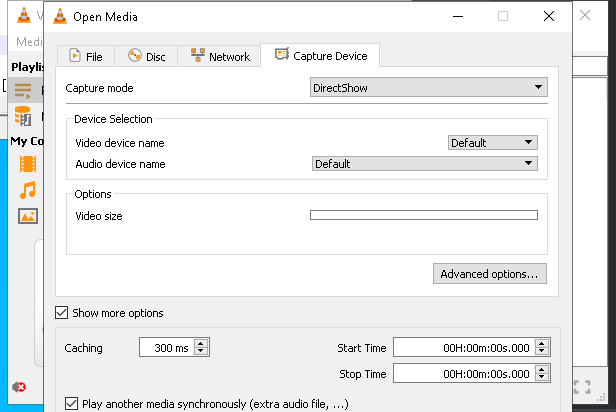 Open Media
Medi
File
Disc
Network
Capture Device
Playlis
Capture mode
DirectShow
Device Selection
Video device name
Default
My Co
Audio device name
Default
Options
Video size
Advanced options...
Show more options
Caching
300 ms
Start Time
00H:00m:00s.000
Stop Time
00H:00m:00s.000
Play another media synchronously (extra audio file, ...)